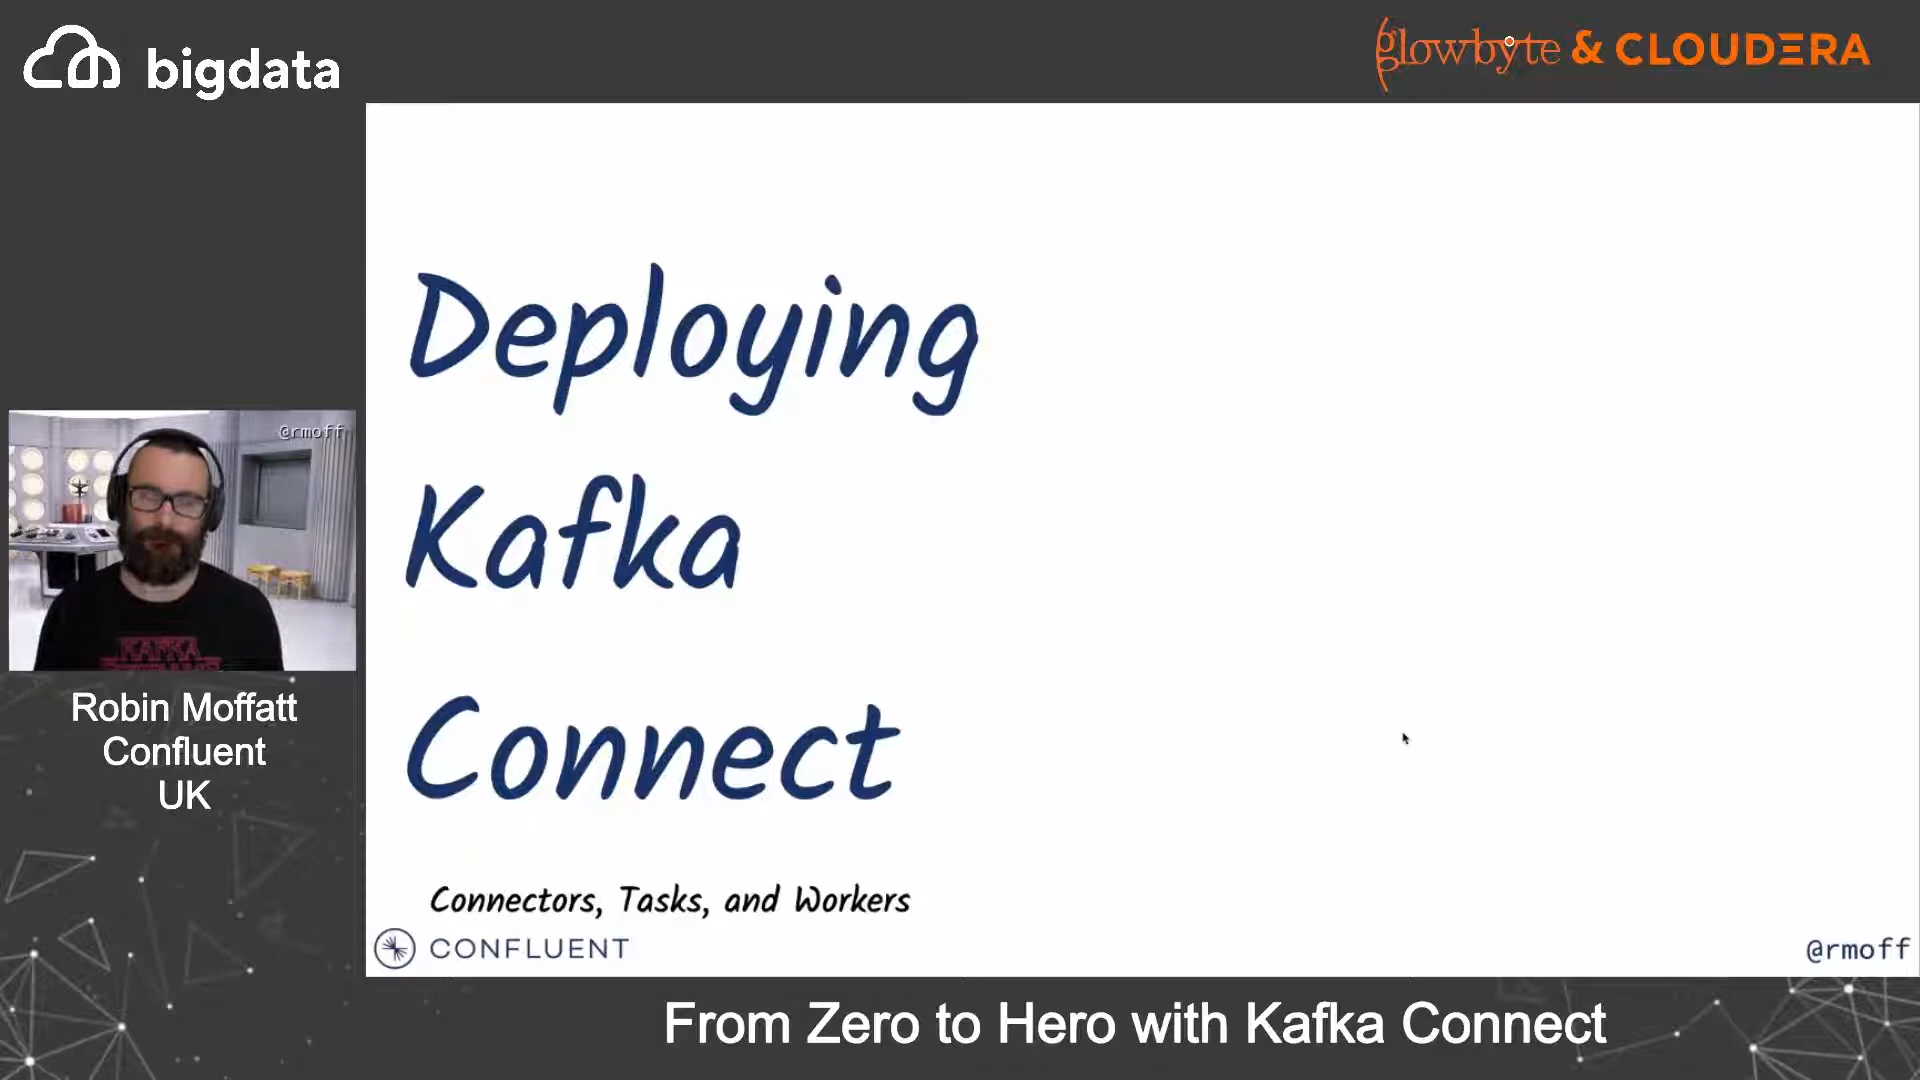 bigdata
glowbyte & CLOUDERA
Deploying
Kafka
Connect
Connectors, Tasks, and Workers
CONFLUENT
@rmoff
@rmoff
KAFKA
Robin Moffatt
Confluent
UK
From Zero to Hero with Kafka Connect